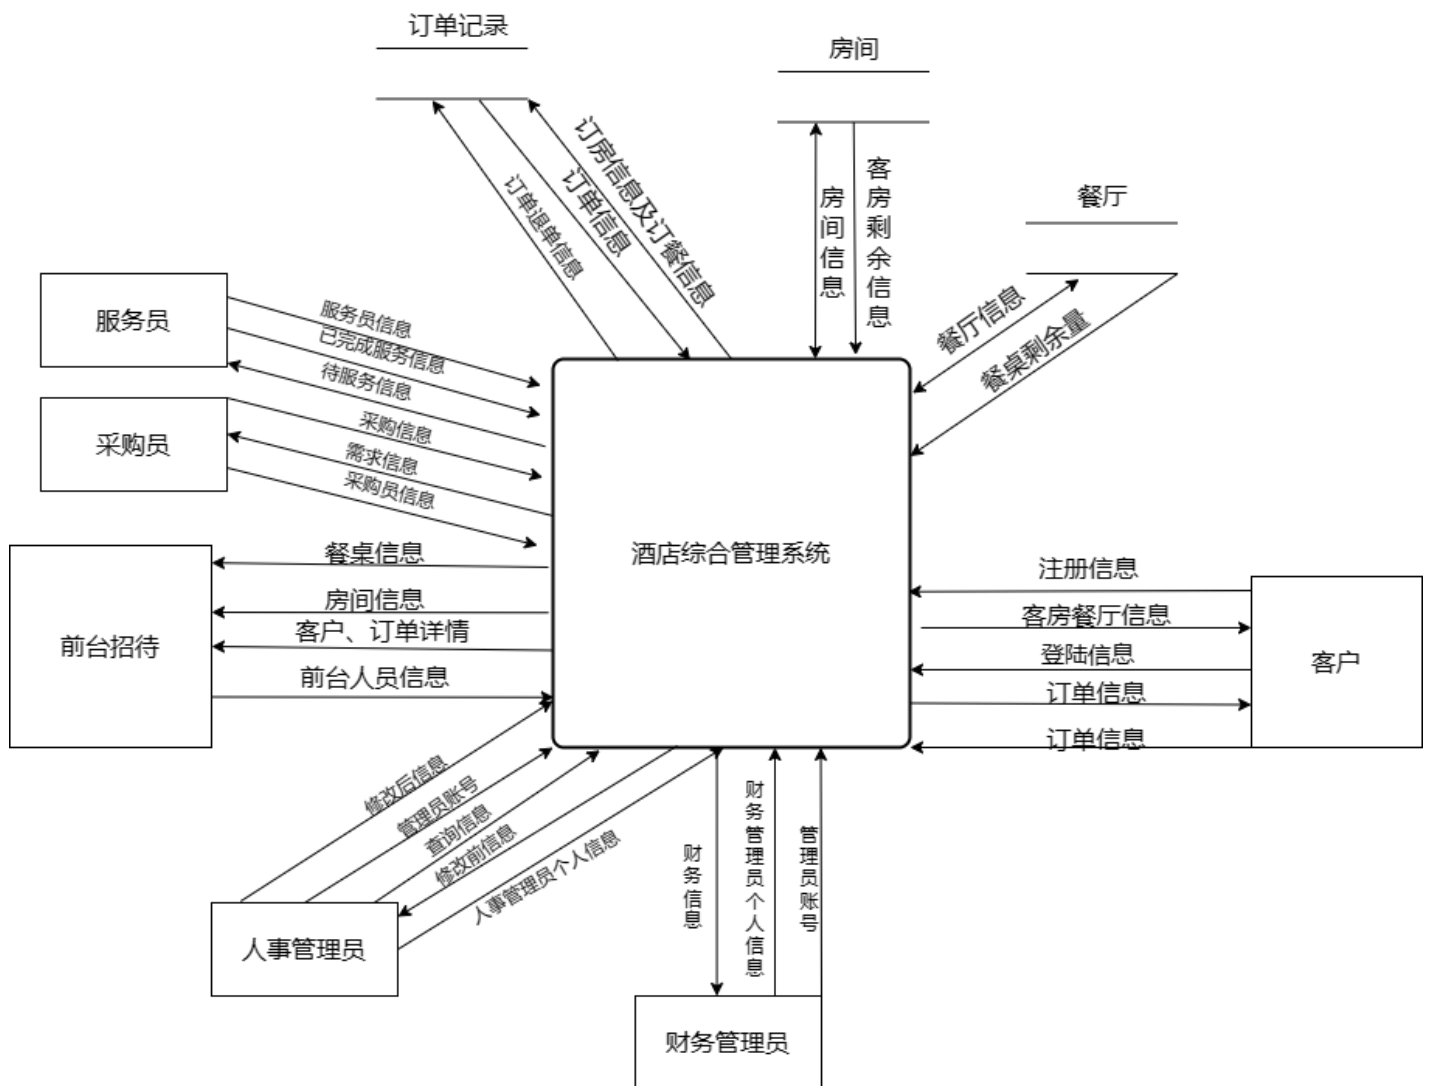 订单记录
房间
餐厅
订单退单信息
订单信息
订房信息及订餐信息
房间信息
客房剩余信息
餐厅信息
餐桌剩余量
服务员
服务员信息
已完成服务信息
待服务信息
采购员
采购信息
需求信息
采购员信息
酒店综合管理系统
前台招待
餐桌信息
房间信息
客户、订单详情
前台人员信息
客户
注册信息
客房餐厅信息
登陆信息
订单信息
订单信息
修改后信息
管理员账号
查询信息
修改前信息
人事管理员个人信息
人事管理员
财务信息
财务管理员个人信息
管理员账号
财务管理员